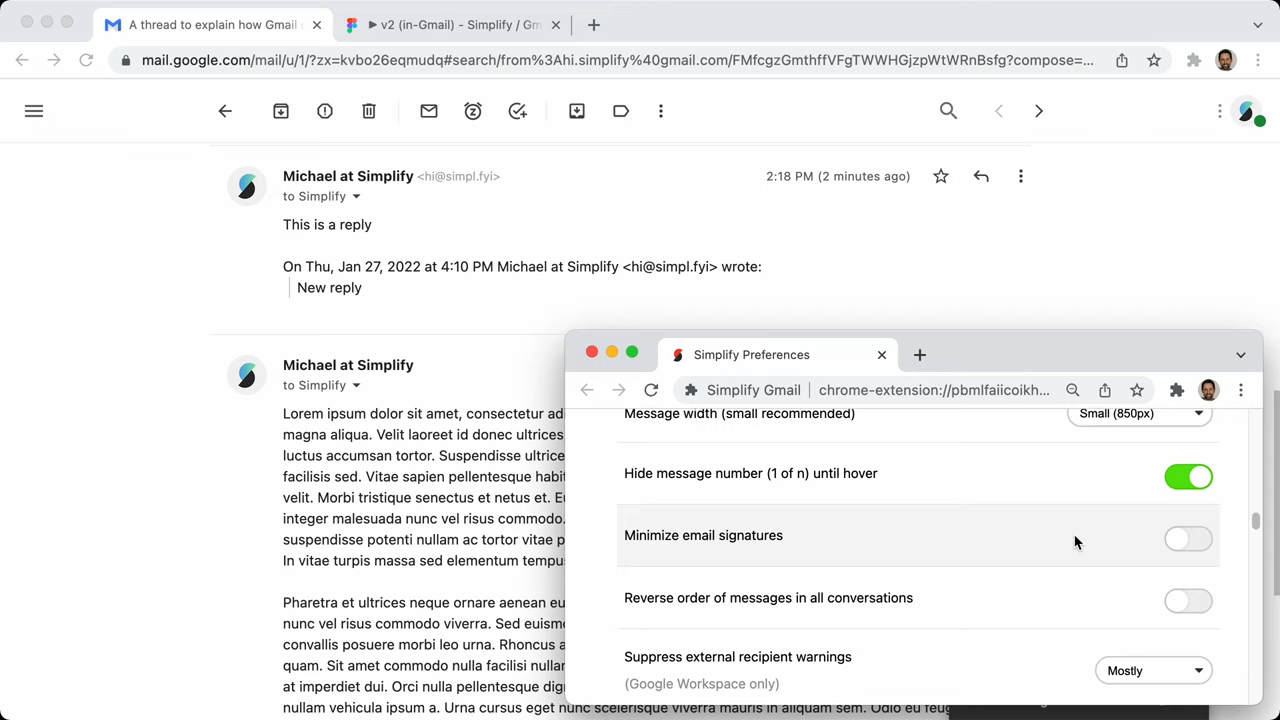 A thread to explain how Gmail
v2 (in-Gmail) - Simplify / Gm
mail.google.com/mail/u/1/?zx=kvbo26eqmudq#search/from%3Ahi.simplify%40gmail.com/FMfcgzGmthffVFgTWWHGjzpWtWRnBsfg?compose=...
Michael at Simplify <hi@simpl.fyi>
2:18 PM (2 minutes ago)
to Simplify
This is a reply
On Thu, Jan 27, 2022 at 4:10 PM Michael at Simplify <hi@simpl.fyi> wrote:
New reply
Michael at Simplify
to Simplify
Lorem ipsum dolor sit amet, consectetur ad
magna aliqua. Velit laoreet id donec ultrices
luctus accumsan tortor. Suspendisse ultrice
facilisis sed. Vitae sapien pellentesque habit
velit. Morbi tristique senectus et netus et. E
integer malesuada nunc vel risus commodo.
suspendisse potenti nullam ac tortor vitae p
In vitae turpis massa sed elementum tempu
Pharetra et ultrices neque ornare aenean eu
nunc vel risus commodo viverra. Sed euism
convallis posuere morbi leo urna. Rhoncus a
quam. Sit amet commodo nulla facilisi nullar
at imperdiet dui. Orci nulla pellentesque dig
nullam vehicula ipsum a. Urna cursus eget nunc scelerisque viverra mauris in aliquam sem. Odio eu feug
Simplify Preferences
Simplify Gmail
chrome-extension://pbmlfaiicoikh...
Message width (small recommended)
Small (850px)
Hide message number (1 of n) until hover
Minimize email signatures
Reverse order of messages in all conversations
Suppress external recipient warnings
(Google Workspace only)
Mostly